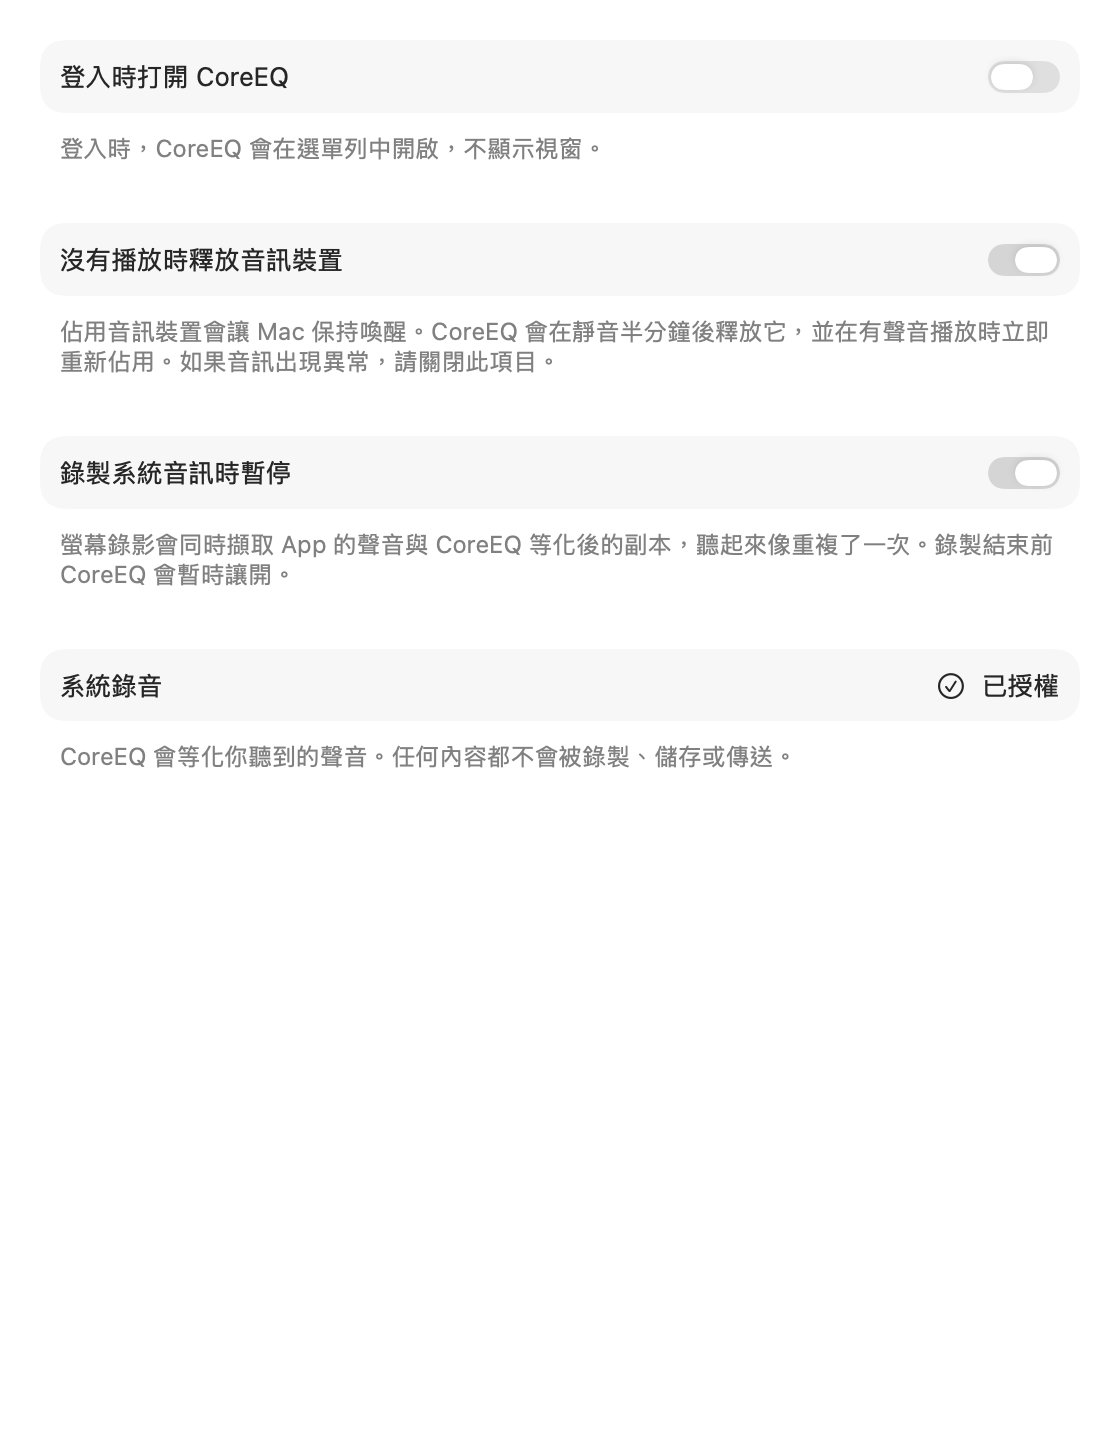 登入時打開 CoreEQ
登入時，CoreEQ 會在選單列中開啟，不顯示視窗。
沒有播放時釋放音訊裝置
佔用音訊裝置會讓 Mac 保持喚醒。CoreEQ 會在靜音半分鐘後釋放它，並在有聲音播放時立即
重新佔用。如果音訊出現異常，請關閉此項目。
錄製系統音訊時暫停
螢幕錄影會同時擷取 App 的聲音與 CoreEQ 等化後的副本，聽起來像重複了一次。錄製結束前
CoreEQ 會暫時讓開。
系統錄音 已授權
CoreEQ 會等化你聽到的聲音。任何內容都不會被錄製、儲存或傳送。